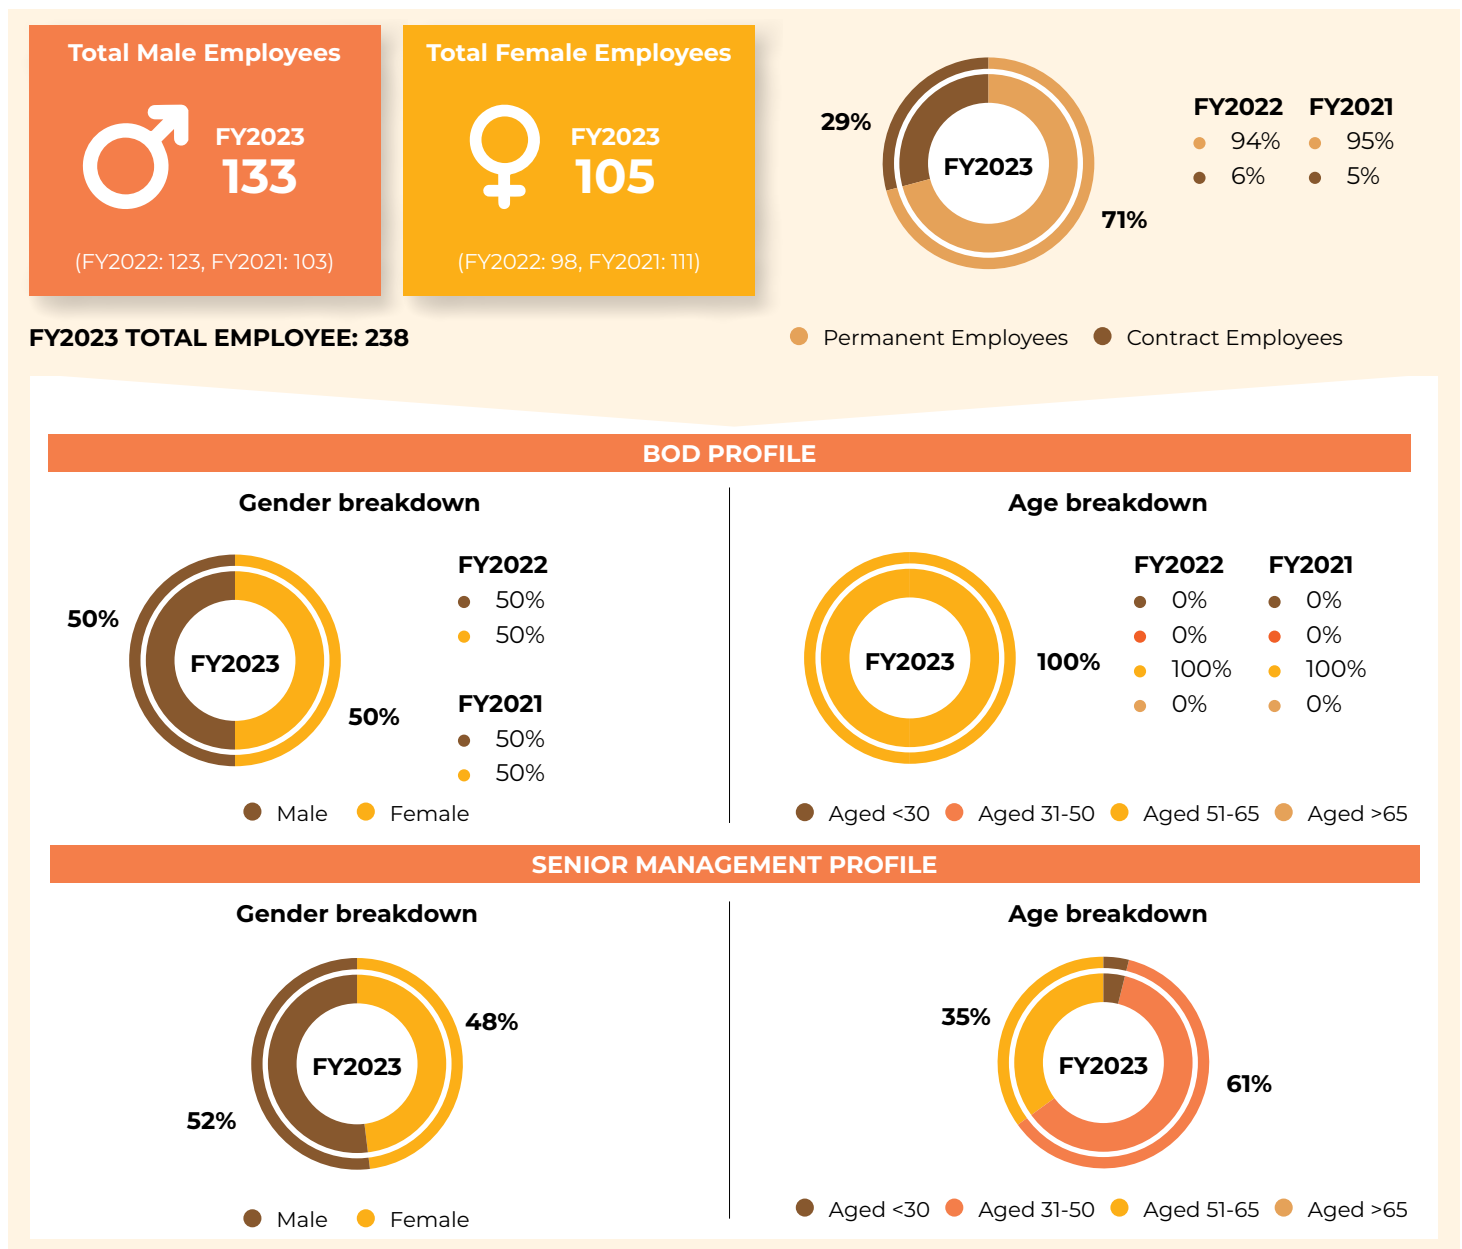 Total Male Employees
FY2023
133
(FY2022: 123, FY2021: 103)
Total Female Employees
FY2023
105
(FY2022: 98, FY2021: 111)
29%
FY2023
71%
FY2022 FY2021
94% 95%
6% 5%
FY2023 TOTAL EMPLOYEE: 238
Permanent Employees Contract Employees
BOD PROFILE
Gender breakdown
50%
FY2023
50%
FY2022
50%
50%
FY2021
50%
50%
Male Female
Age breakdown
FY2023
100%
FY2022 FY2021
0% 0%
0% 0%
100% 100%
0% 0%
Aged <30 Aged 31-50 Aged 51-65 Aged >65
SENIOR MANAGEMENT PROFILE
Gender breakdown
48%
FY2023
52%
Male Female
Age breakdown
35%
FY2023
61%
Aged <30 Aged 31-50 Aged 51-65 Aged >65